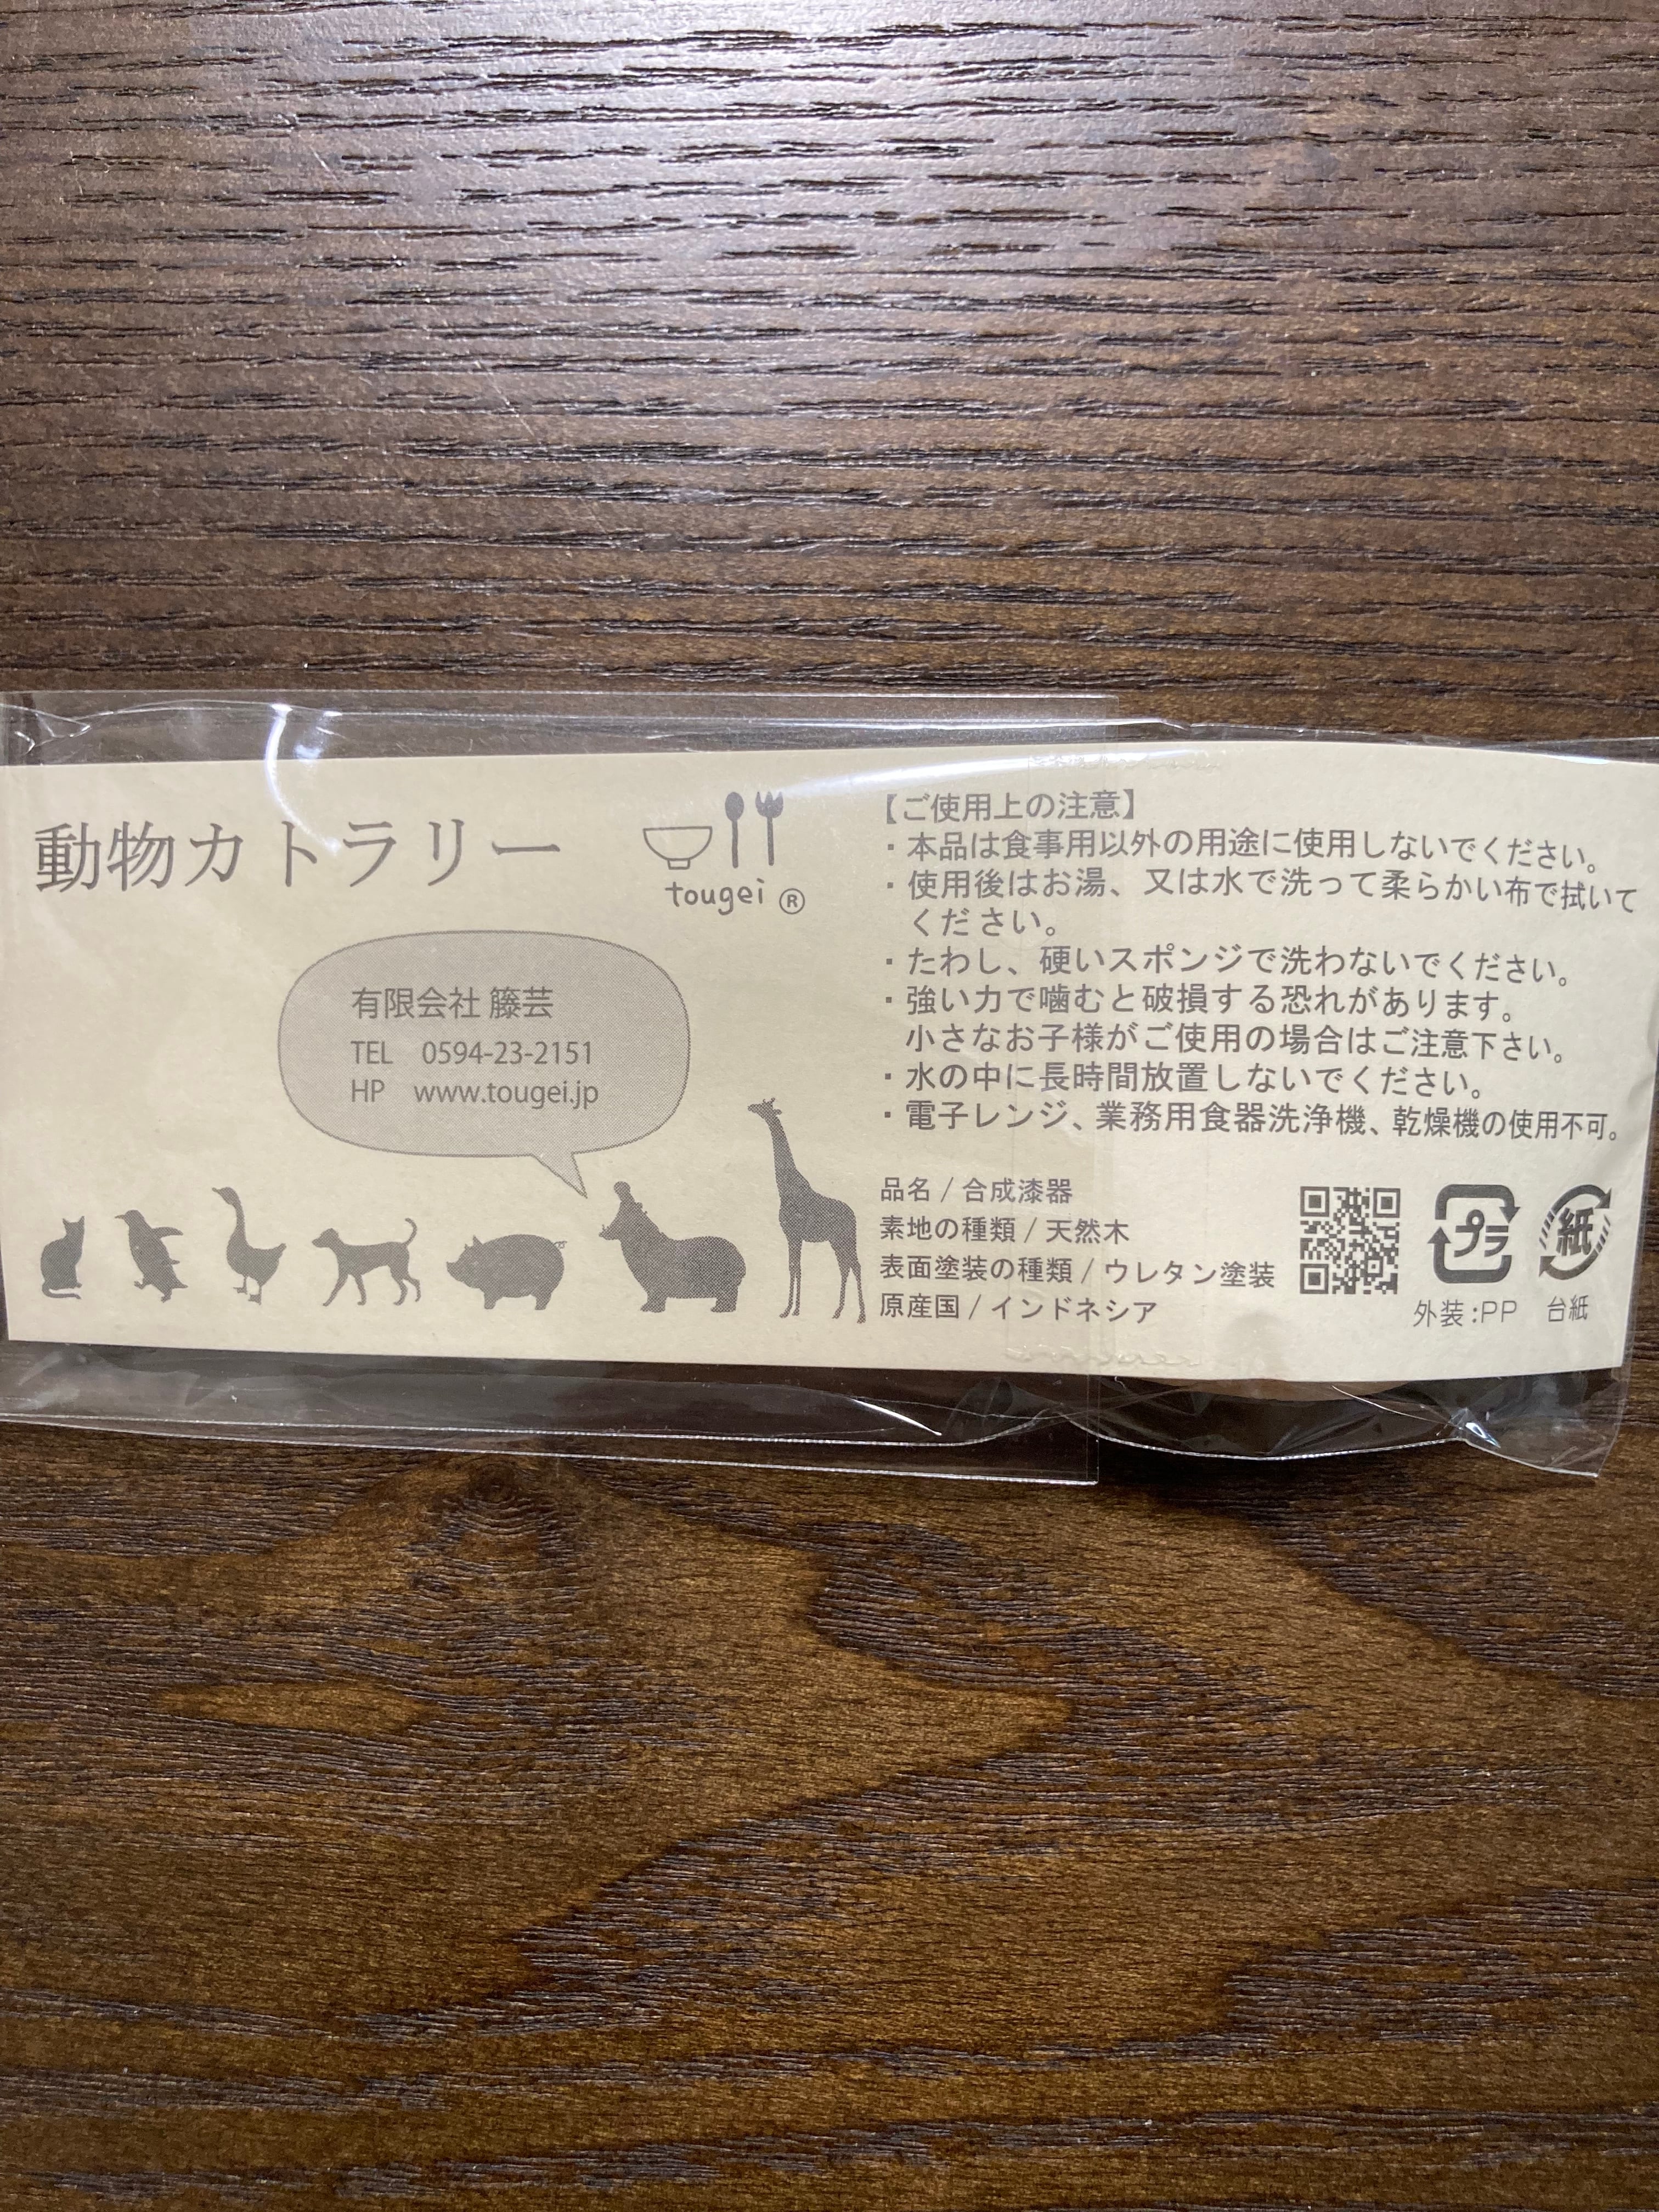 動物カトラリー
tougei ®
有限会社 籐芸
TEL 0594-23-2151
HP www.tougei.jp
【ご使用上の注意】
・本品は食事用以外の用途に使用しないでください。
・使用後はお湯、又は水で洗って柔らかい布で拭いて
ください。
・たわし、硬いスポンジで洗わないでください。
・強い力で噛むと破損する恐れがあります。
小さなお子様がご使用の場合はご注意下さい。
・水の中に長時間放置しないでください。
・電子レンジ、業務用食器洗浄機、乾燥機の使用不可。
品名 / 合成漆器
素地の種類 / 天然木
表面塗装の種類 / ウレタン塗装
原産国 / インドネシア
プラ
外装:PP
紙
台紙